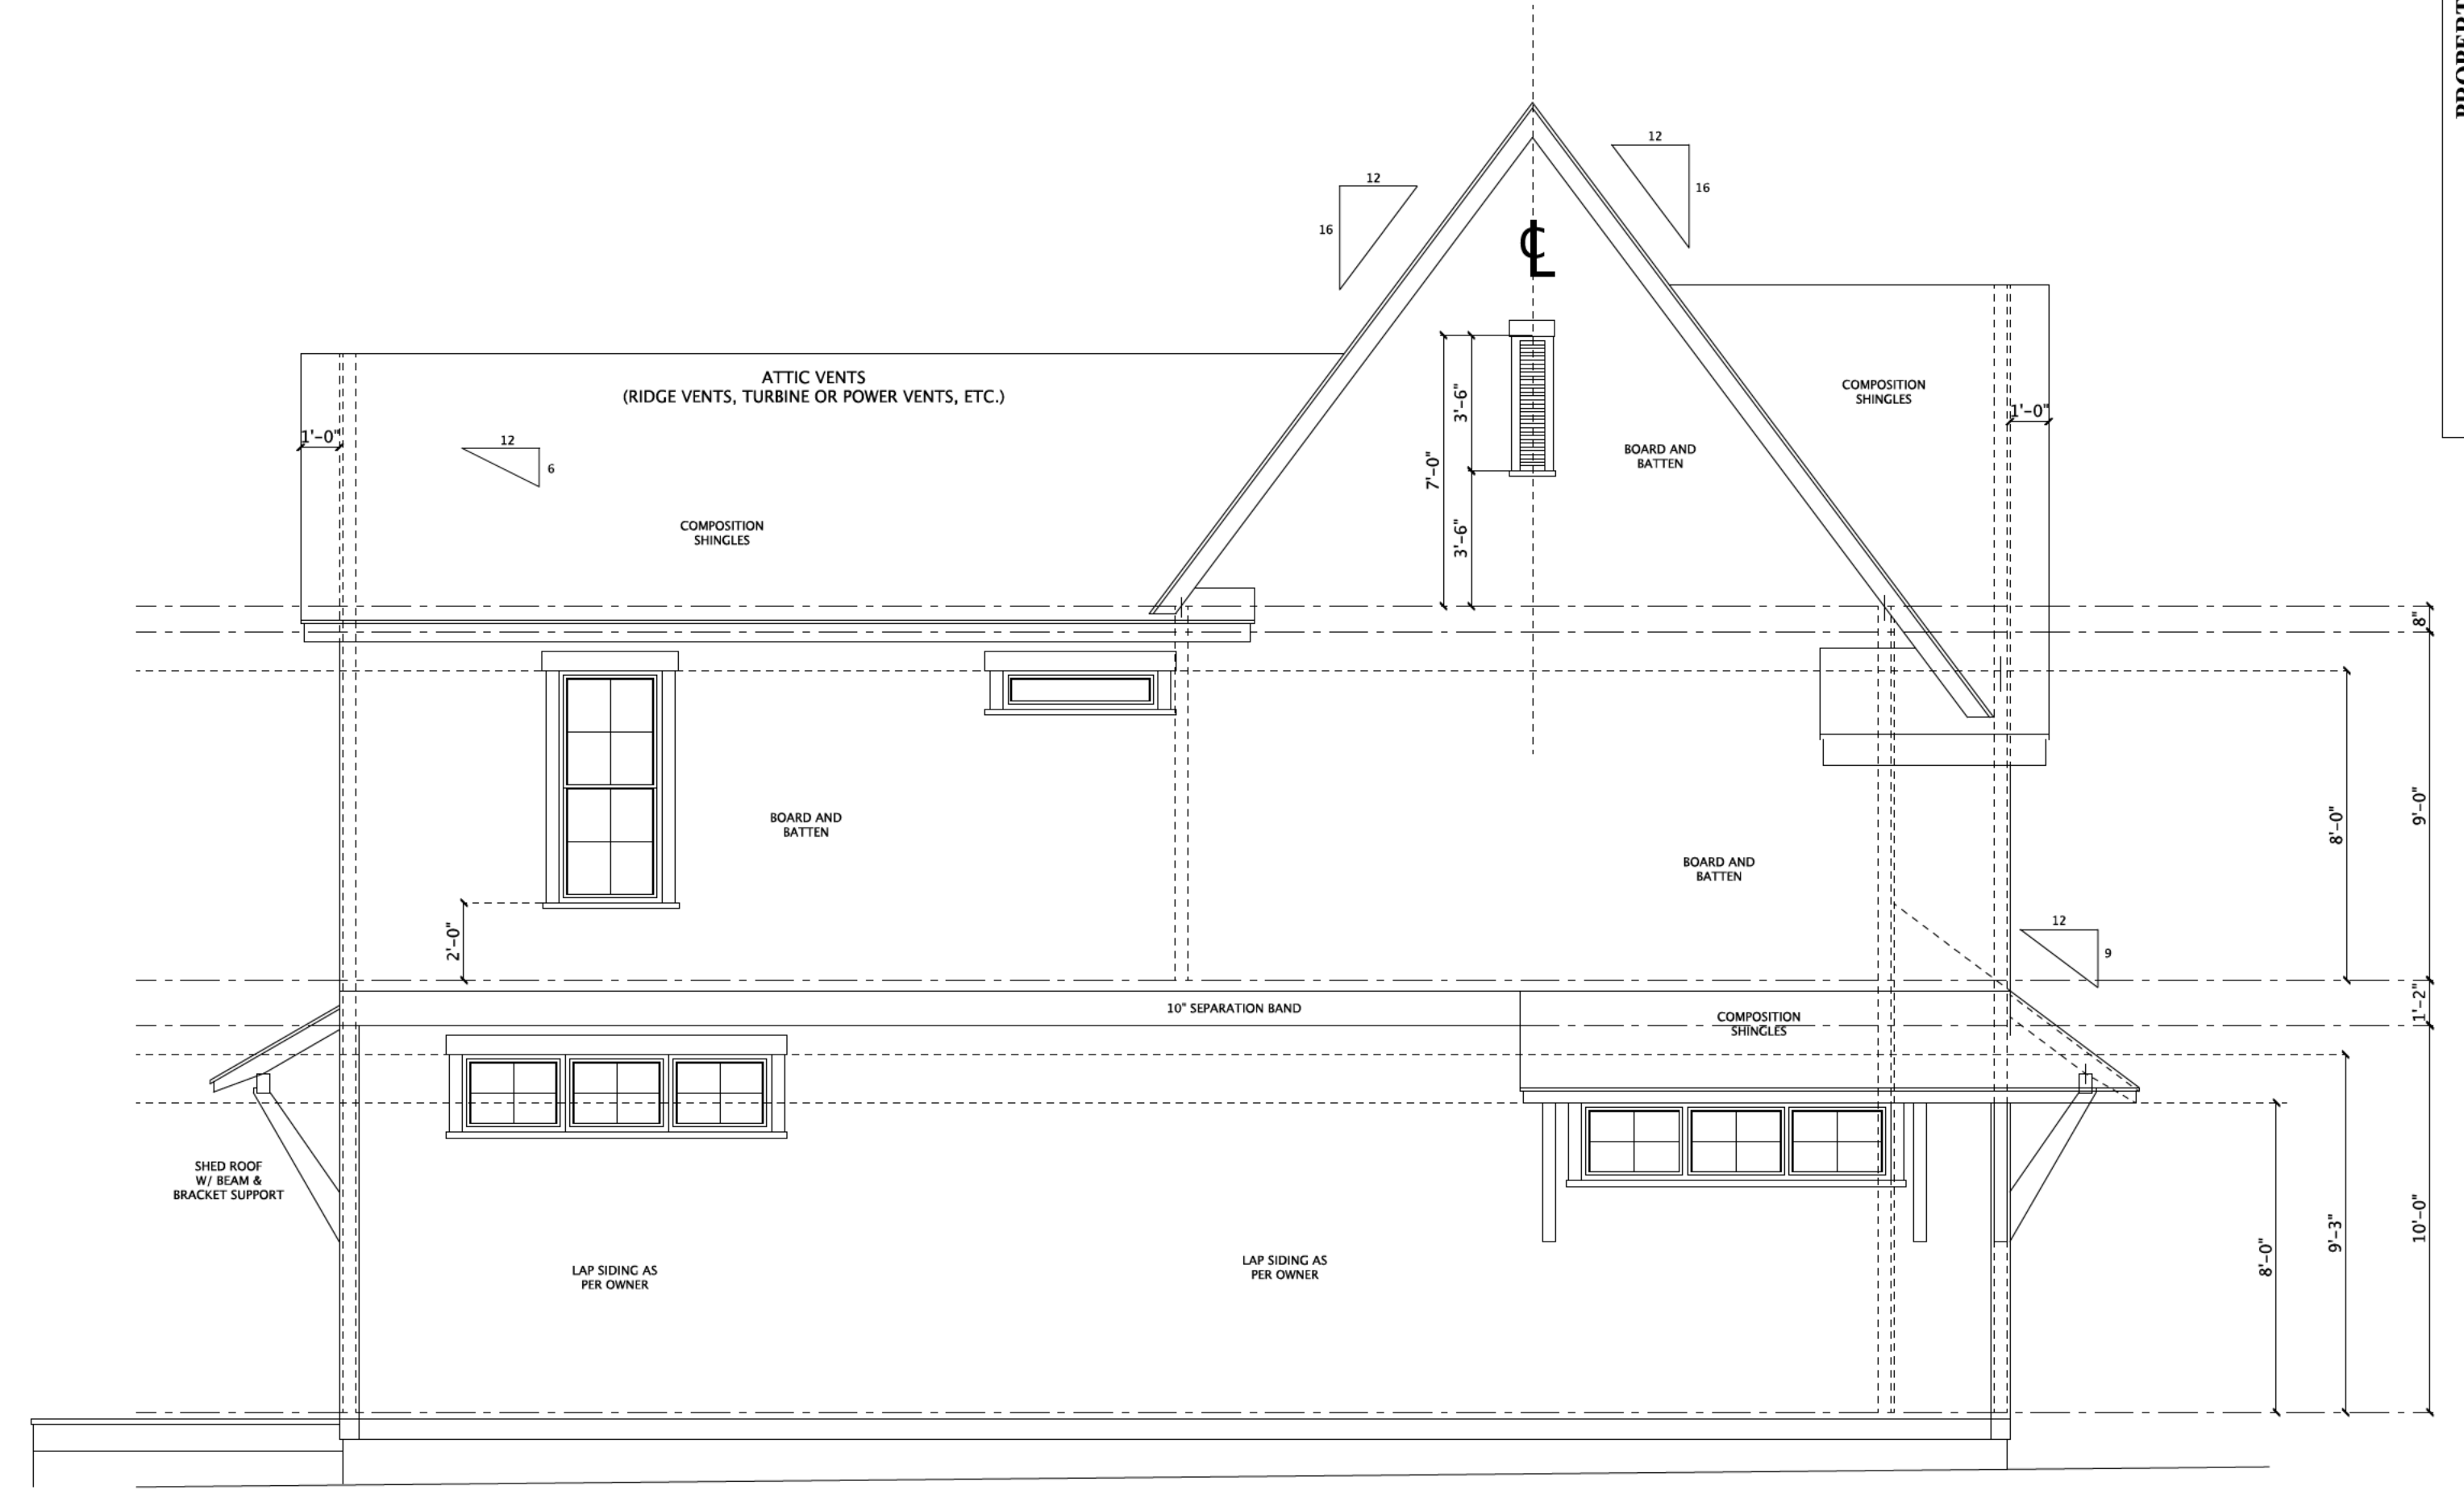 PROPERT
12
16
12
16
ATTIC VENTS
(RIDGE VENTS, TURBINE OR POWER VENTS, ETC.)
COMPOSITION
SHINGLES
1'-0"
1'-0"
12
6
℄
3'-6"
7'-0"
3'-6"
BOARD AND
BATTEN
COMPOSITION
SHINGLES
8"
BOARD AND
BATTEN
BOARD AND
BATTEN
8'-0"
9'-0"
2'-0"
12
9
10" SEPARATION BAND
COMPOSITION
SHINGLES
1'-2"
SHED ROOF
W/ BEAM &
BRACKET SUPPORT
LAP SIDING AS
PER OWNER
LAP SIDING AS
PER OWNER
8'-0"
9'-3"
10'-0"